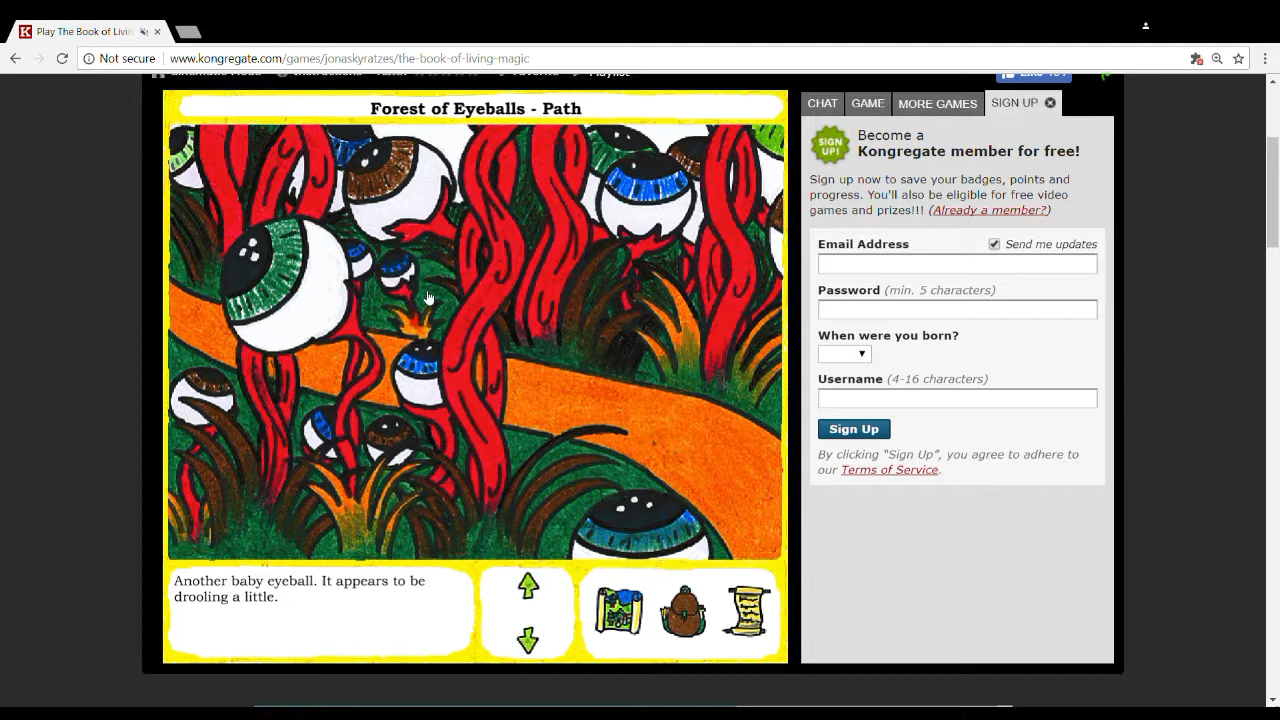 Play The Book of Livin
Not secure
www.kongregate.com/games/jonaskyratzes/the-book-of-living-magic
Playlist
Forest of Eyeballs - Path
CHAT
GAME
MORE GAMES
SIGN UP
SIGN UP!
Become a
Kongregate member for free!
Sign up now to save your badges, points and
progress. You'll also be eligible for free video
games and prizes!!! (Already a member?)
Email Address
Send me updates
Password (min. 5 characters)
When were you born?
Username (4-16 characters)
Sign Up
By clicking “Sign Up”, you agree to adhere to
our Terms of Service.
Another baby eyeball. It appears to be
drooling a little.